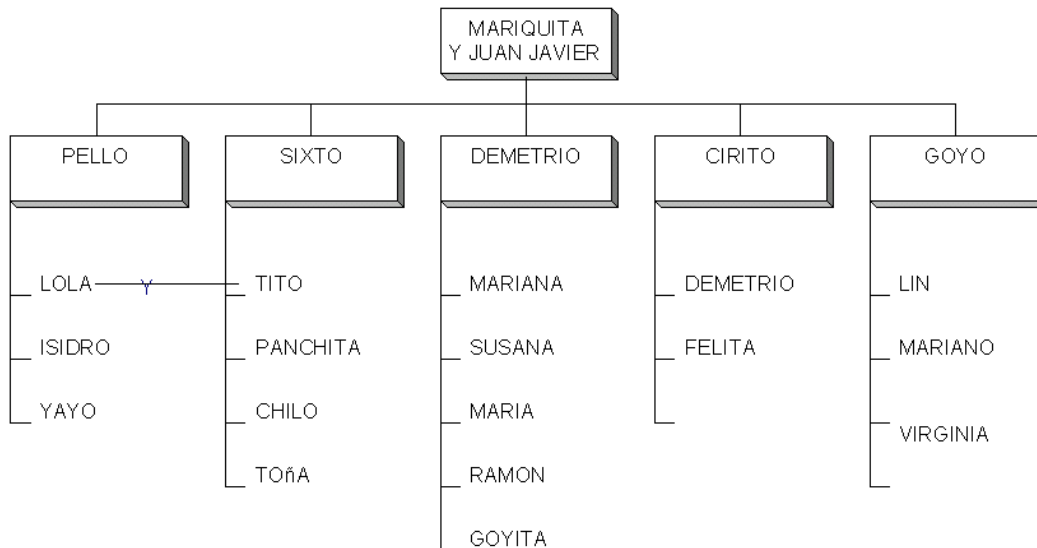 MARIQUITA
Y JUAN JAVIER
PELLO
SIXTO
DEMETRIO
CIRITO
GOYO
LOLA
Y
TITO
MARIANA
DEMETRIO
LIN
ISIDRO
PANCHITA
SUSANA
FELITA
MARIANO
YAYO
CHILO
MARIA
VIRGINIA
TOñA
RAMON
GOYITA